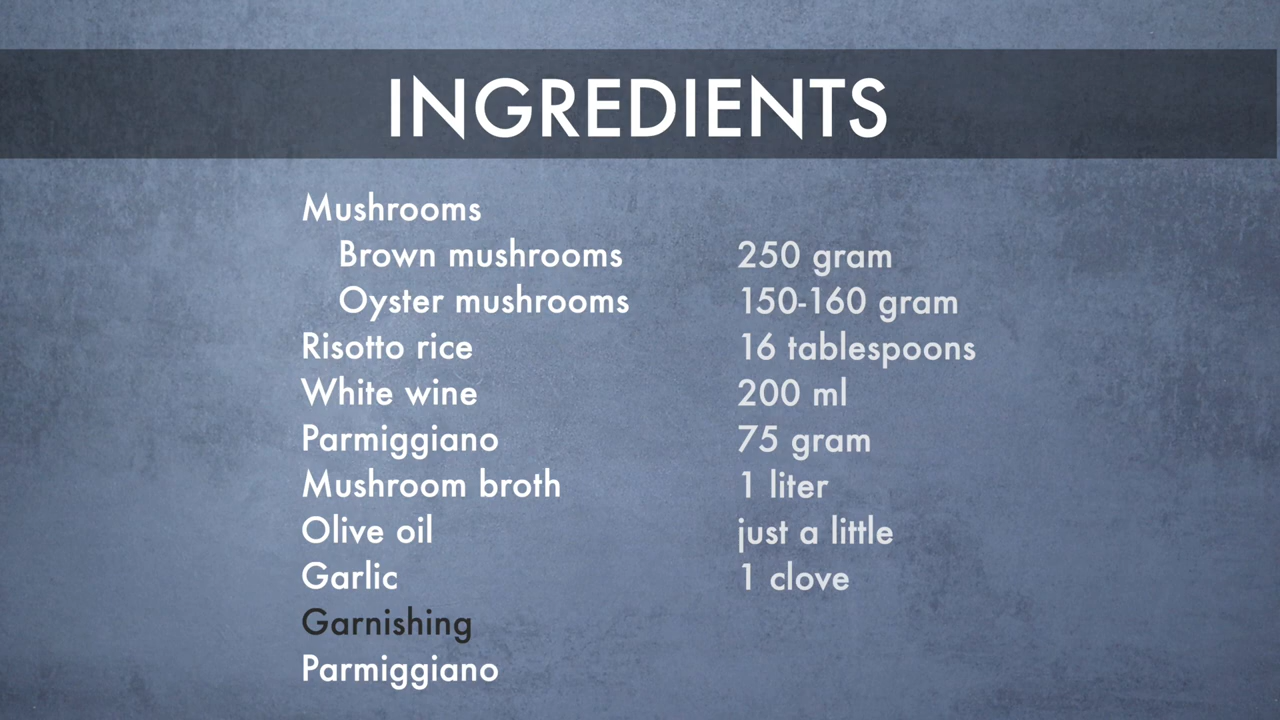 INGREDIENTS
Mushrooms
Brown mushrooms 250 gram
Oyster mushrooms 150-160 gram
Risotto rice 16 tablespoons
White wine 200 ml
Parmiggiano 75 gram
Mushroom broth 1 liter
Olive oil just a little
Garlic 1 clove
Garnishing
Parmiggiano